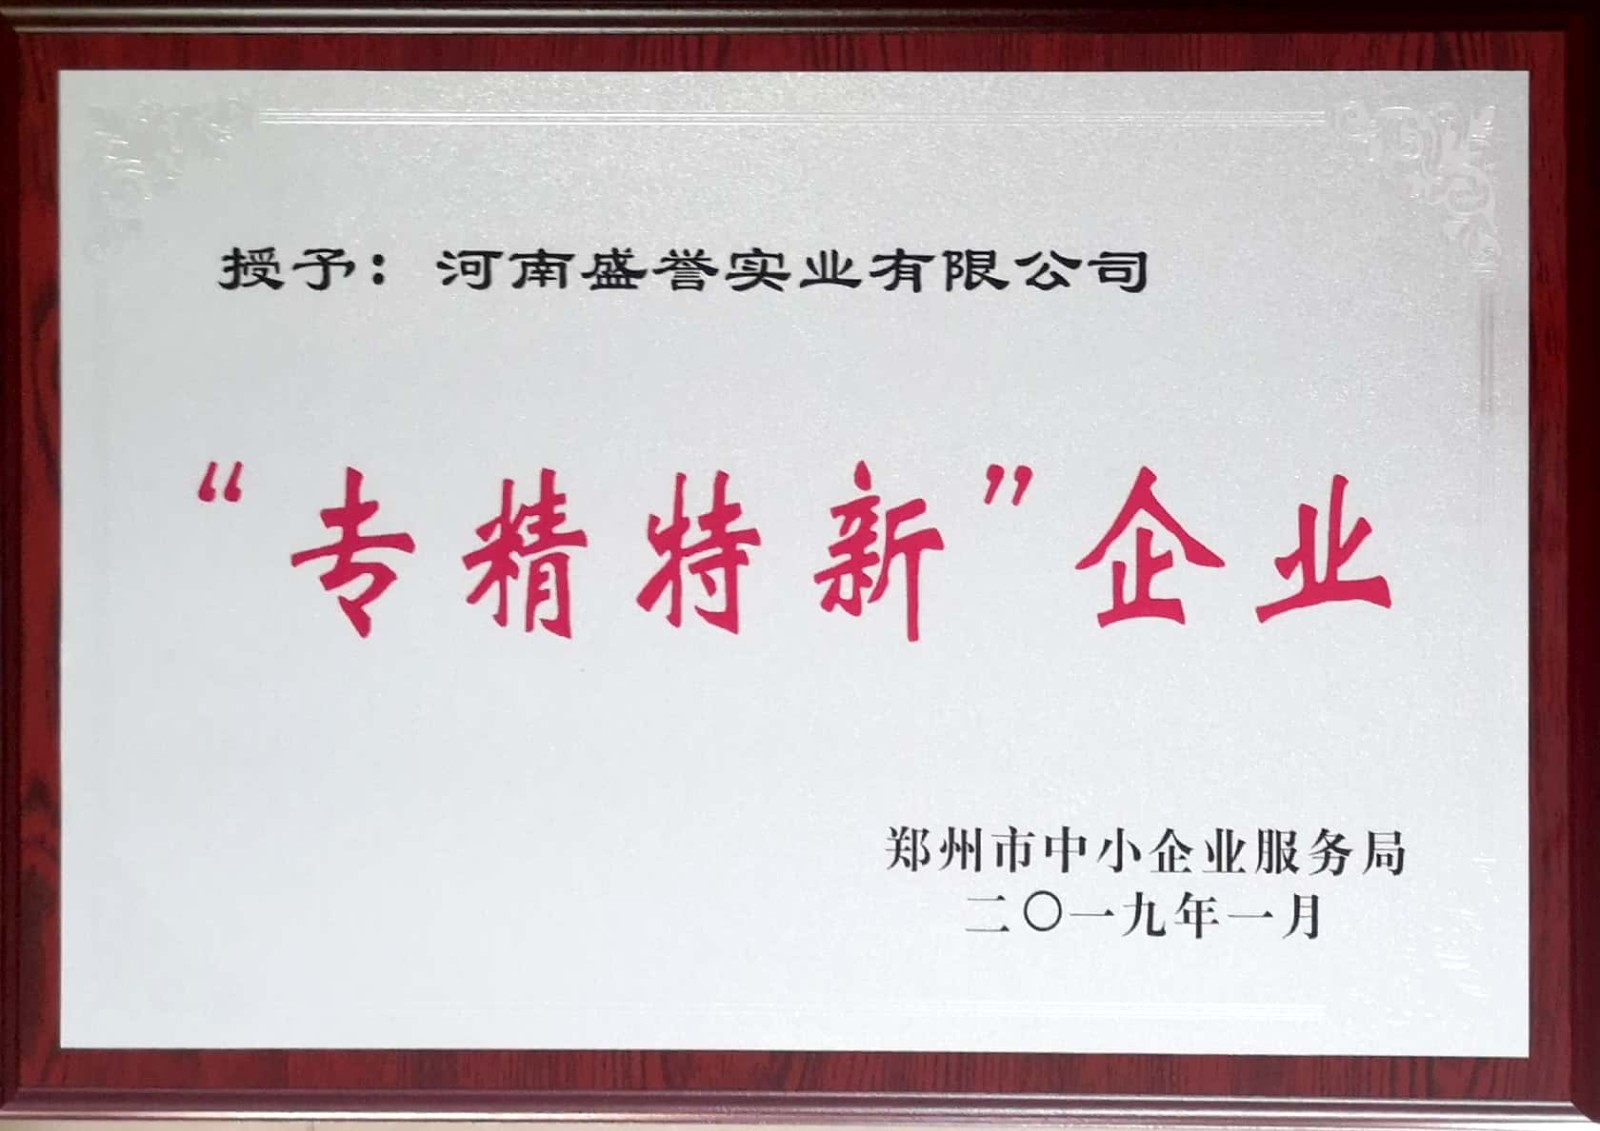 授予：河南盛誉实业有限公司
“专精特新”企业
郑州市中小企业服务局
二〇一九年一月